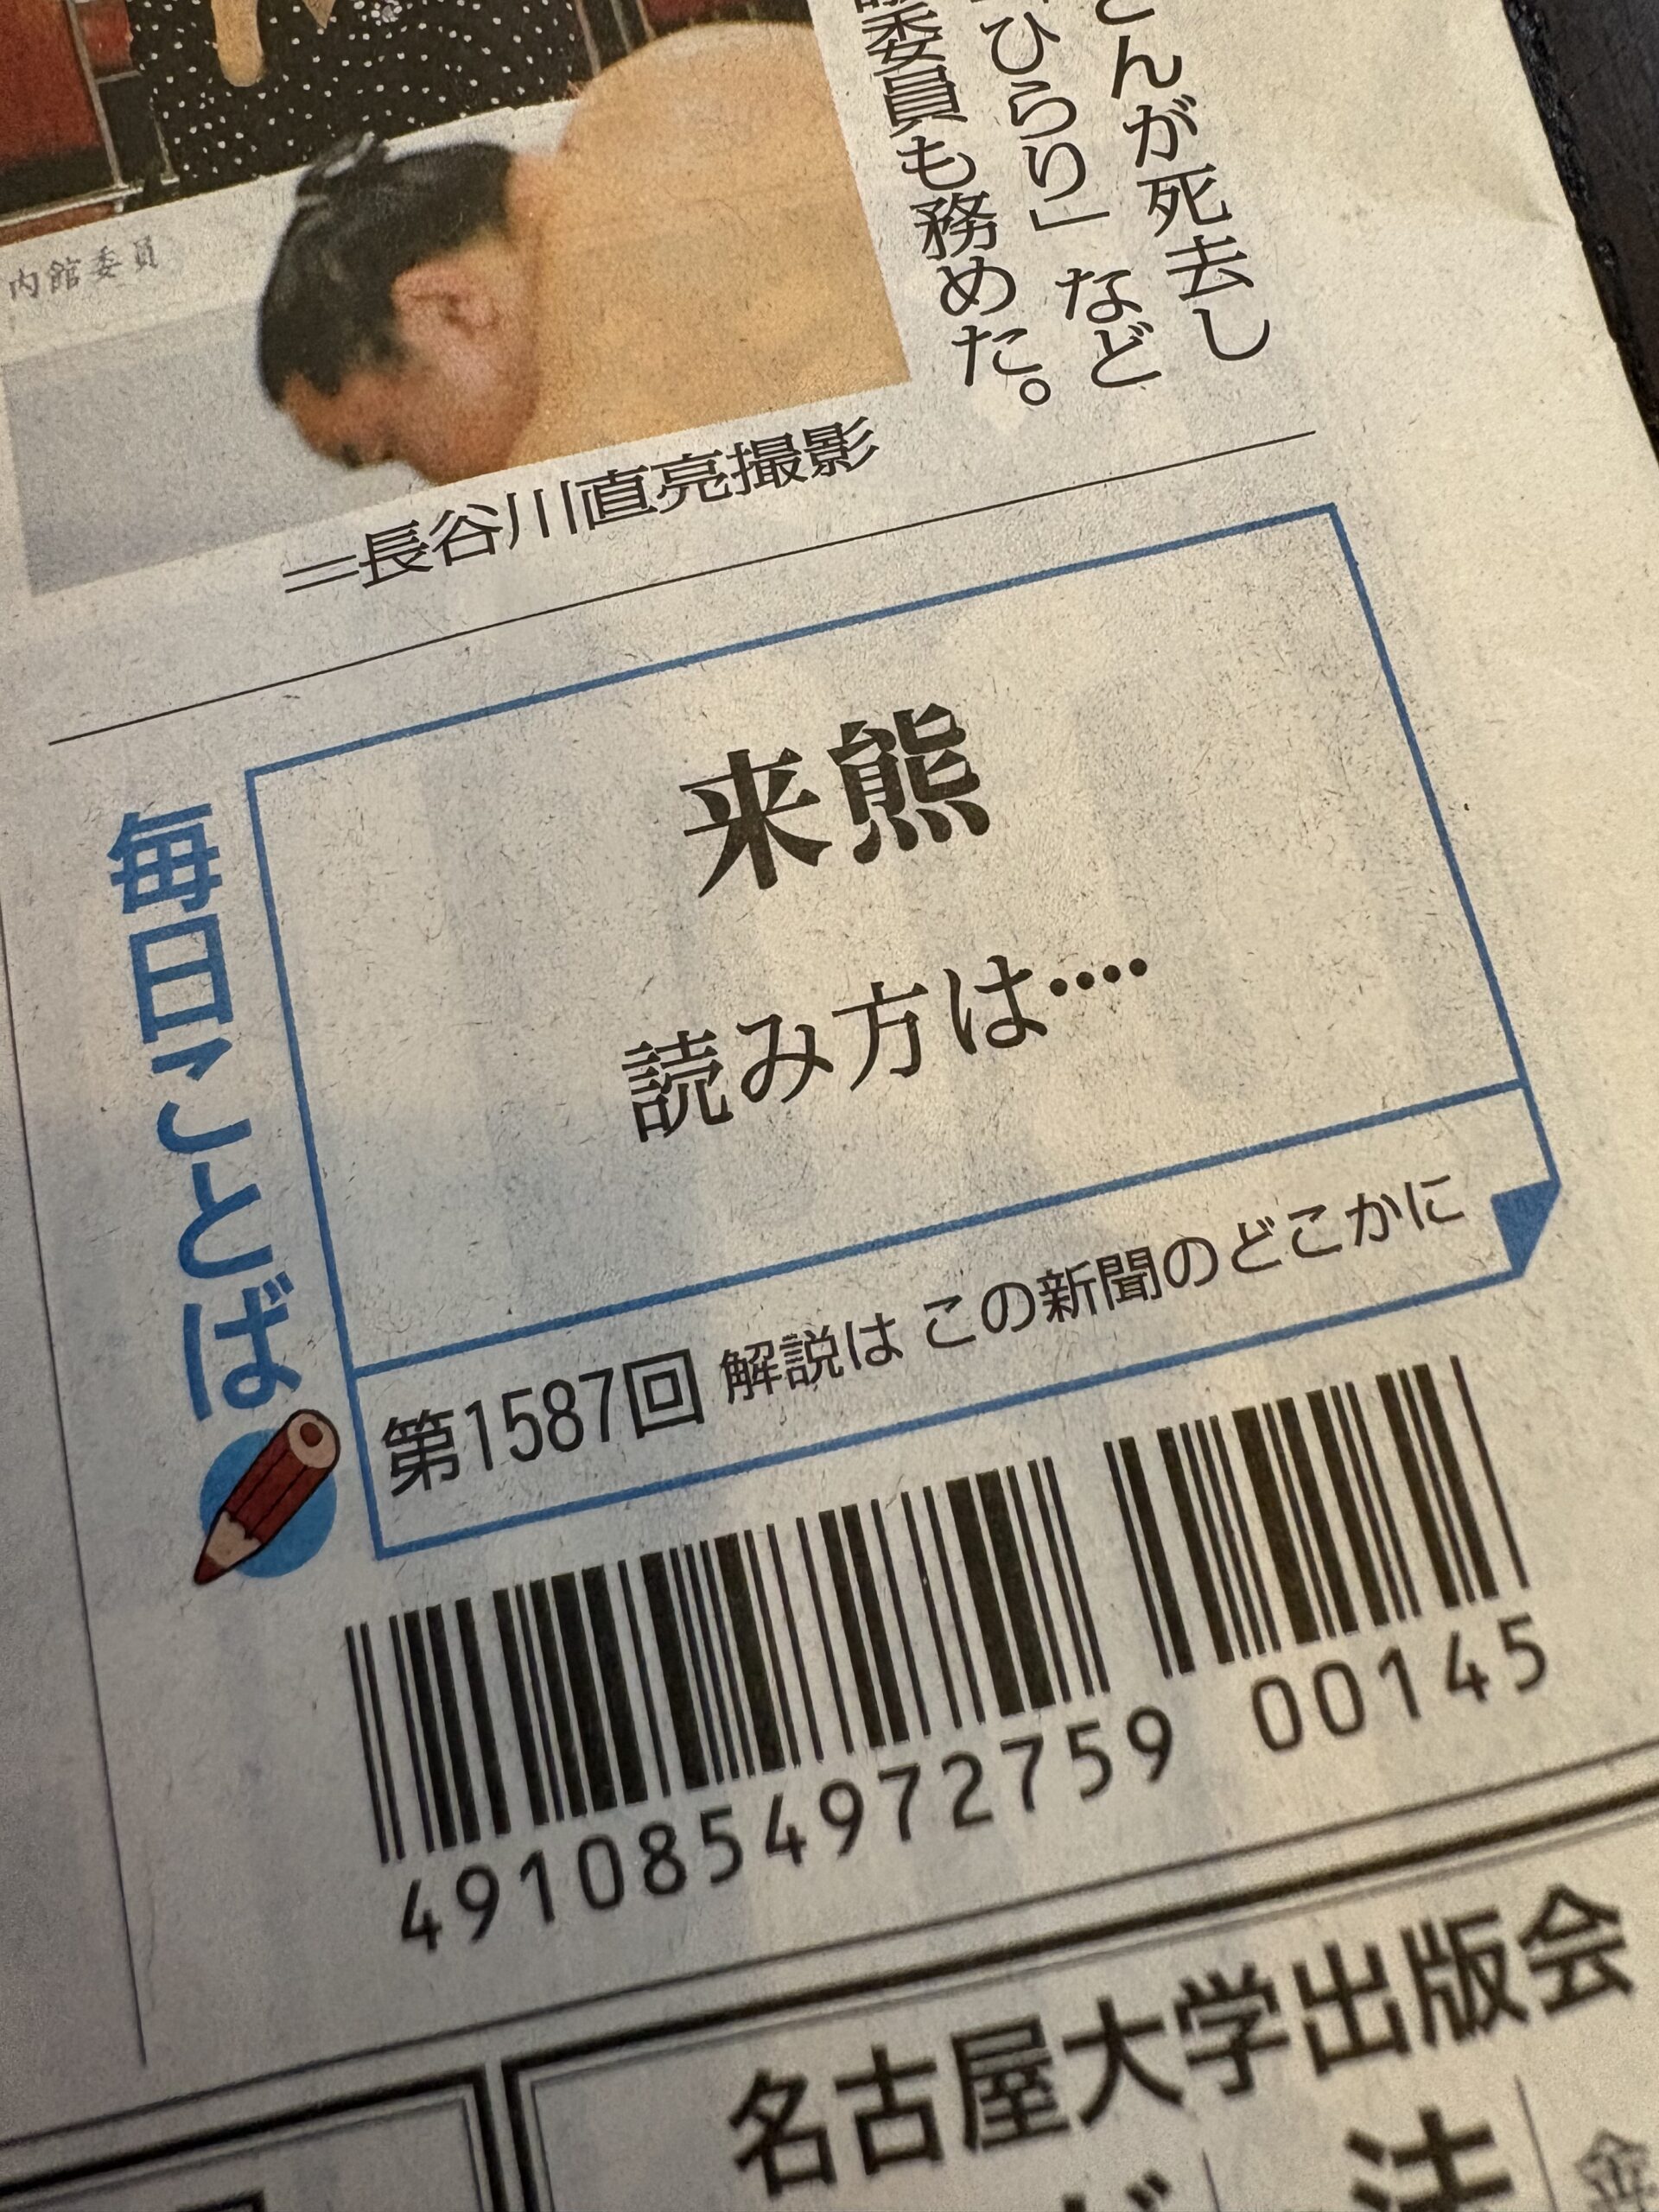 んが死去し
ひらり」など
委員も務めた。
内館委員
＝長谷川直亮撮影
毎日ことば
来熊
読み方は‥‥
第1587回 解説は この新聞のどこかに
4910854972759 00145
名古屋大学出版会